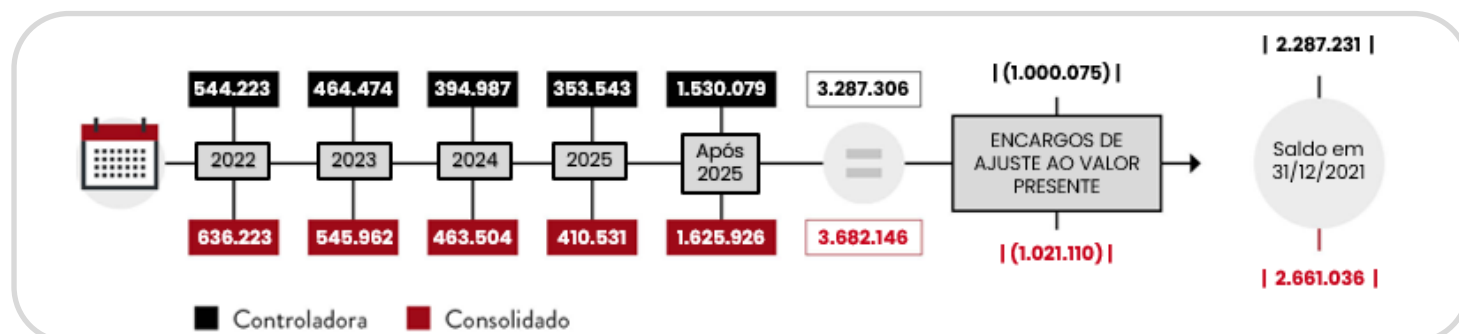 | 2.287.231 |
544.223 464.474 394.987 353.543 1.530.079 3.287.306 | (1.000.075) |
2022 2023 2024 2025 Após 2025 = ENCARGOS DE AJUSTE AO VALOR PRESENTE Saldo em 31/12/2021
636.223 545.962 463.504 410.531 1.625.926 3.682.146 | (1.021.110) |
| 2.661.036 |
Controladora Consolidado